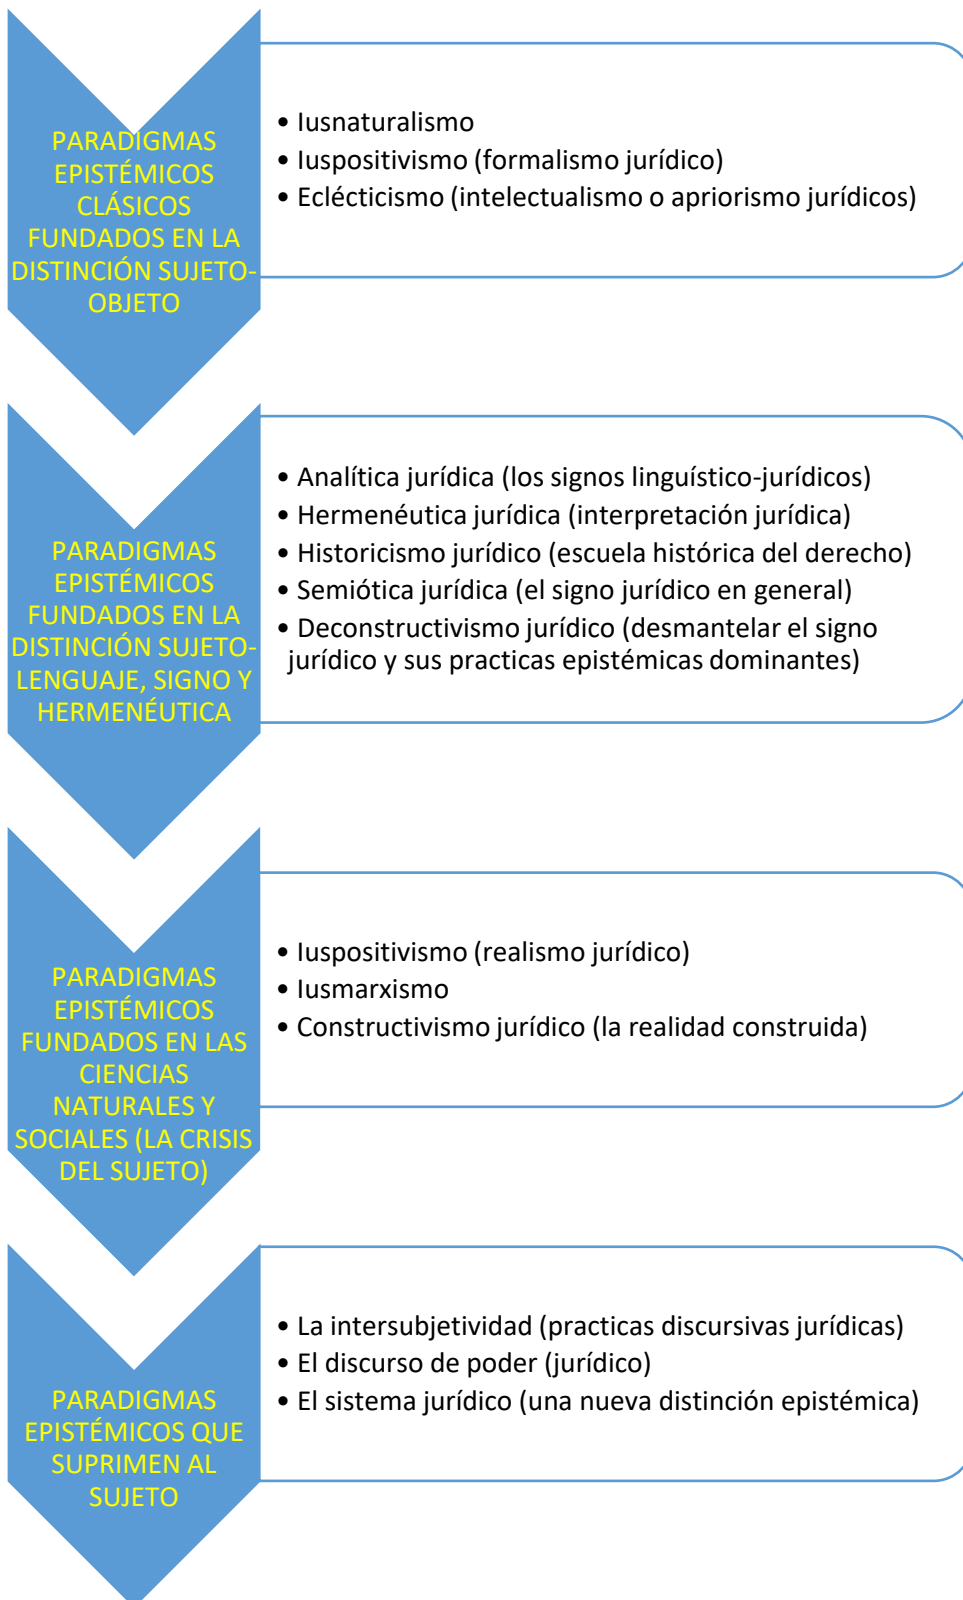 PARADIGMAS
EPISTÉMICOS
CLÁSICOS
FUNDADOS EN LA
DISTINCIÓN SUJETO-
OBJETO
• Iusnaturalismo
• Iuspositivismo (formalismo jurídico)
• Eclécticismo (intelectualismo o apriorismo jurídicos)
PARADIGMAS
EPISTÉMICOS
FUNDADOS EN LA
DISTINCIÓN SUJETO-
LENGUAJE, SIGNO Y
HERMENÉUTICA
• Analítica jurídica (los signos linguístico-jurídicos)
• Hermenéutica jurídica (interpretación jurídica)
• Historicismo jurídico (escuela histórica del derecho)
• Semiótica jurídica (el signo jurídico en general)
• Deconstructivismo jurídico (desmantelar el signo
jurídico y sus practicas epistémicas dominantes)
PARADIGMAS
EPISTÉMICOS
FUNDADOS EN LAS
CIENCIAS
NATURALES Y
SOCIALES (LA CRISIS
DEL SUJETO)
• Iuspositivismo (realismo jurídico)
• Iusmarxismo
• Constructivismo jurídico (la realidad construida)
PARADIGMAS
EPISTÉMICOS QUE
SUPRIMEN AL
SUJETO
• La intersubjetividad (practicas discursivas jurídicas)
• El discurso de poder (jurídico)
• El sistema jurídico (una nueva distinción epistémica)